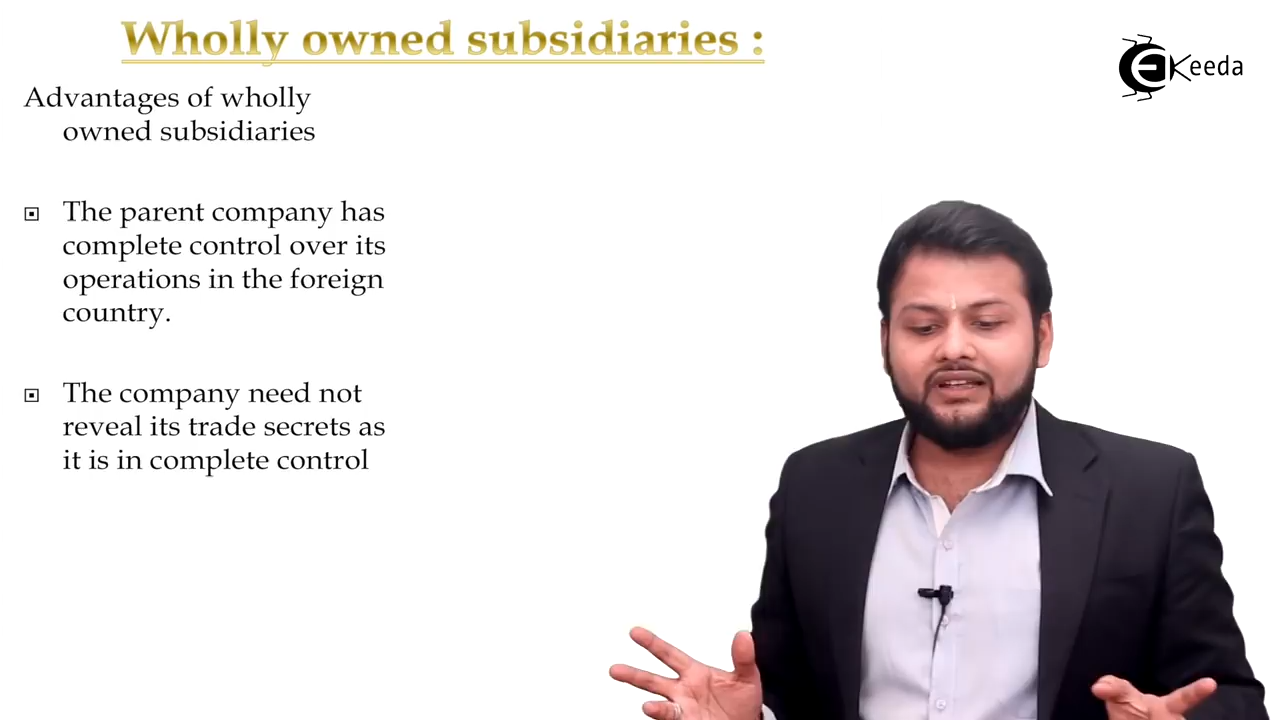 Wholly owned subsidiaries :
Advantages of wholly
owned subsidiaries
The parent company has
complete control over its
operations in the foreign
country.
The company need not
reveal its trade secrets as
it is in complete control
eKeeda